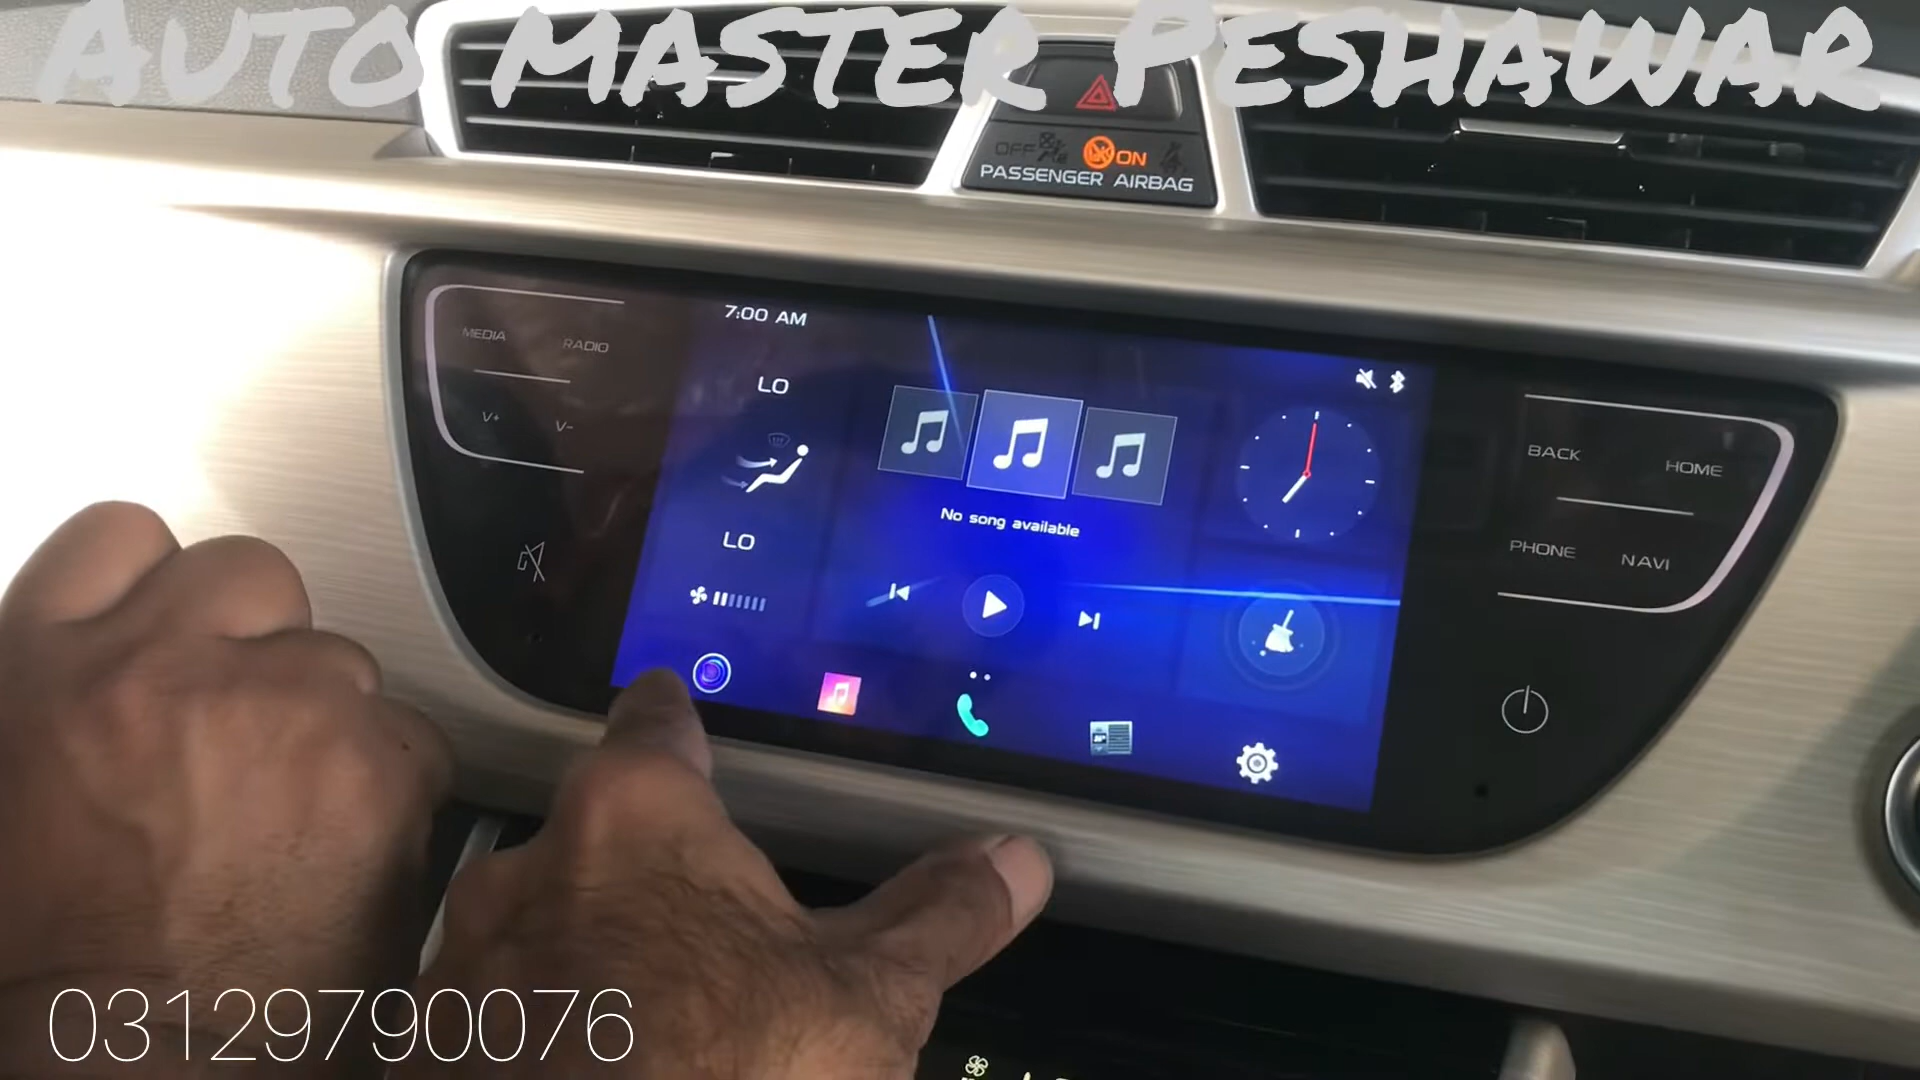 AUTO MASTER PESHAWAR
OFF ON
PASSENGER AIRBAG
7:00 AM
MEDIA RADIO
V+ V-
LO
LO
No song available
BACK HOME
PHONE NAVI
03129790076